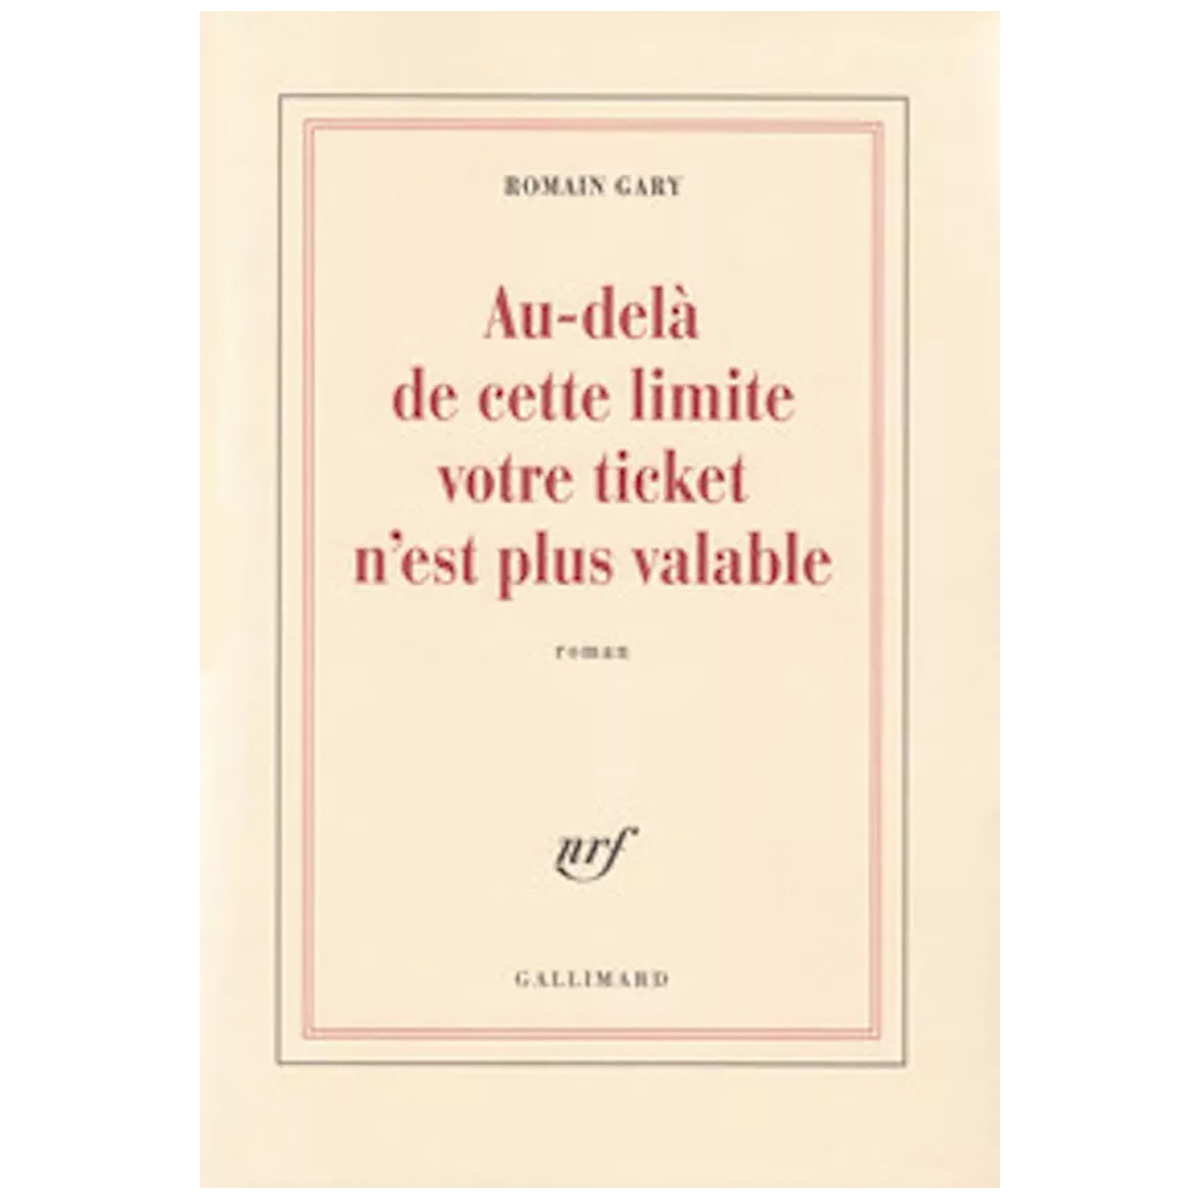 ROMAIN GARY
Au-delà
de cette limite
votre ticket
n'est plus valable
roman
nrf
GALLIMARD